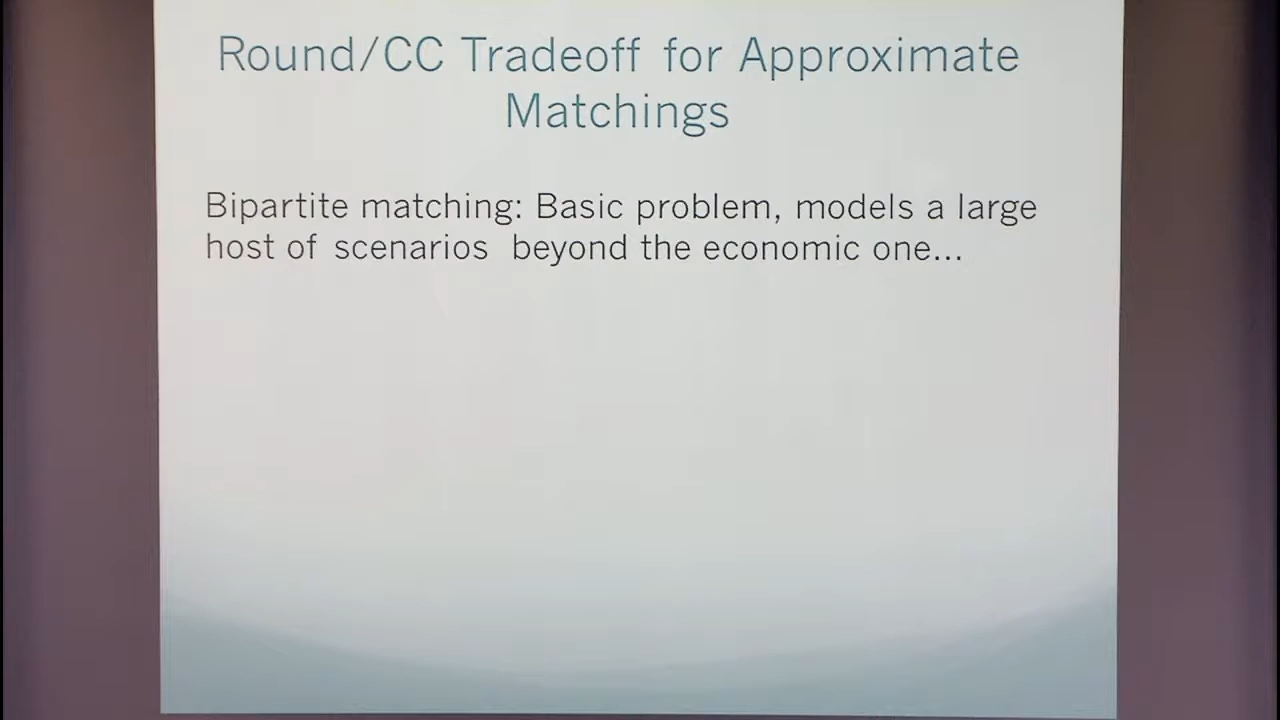 Round/CC Tradeoff for Approximate
Matchings
Bipartite matching: Basic problem, models a large
host of scenarios beyond the economic one...